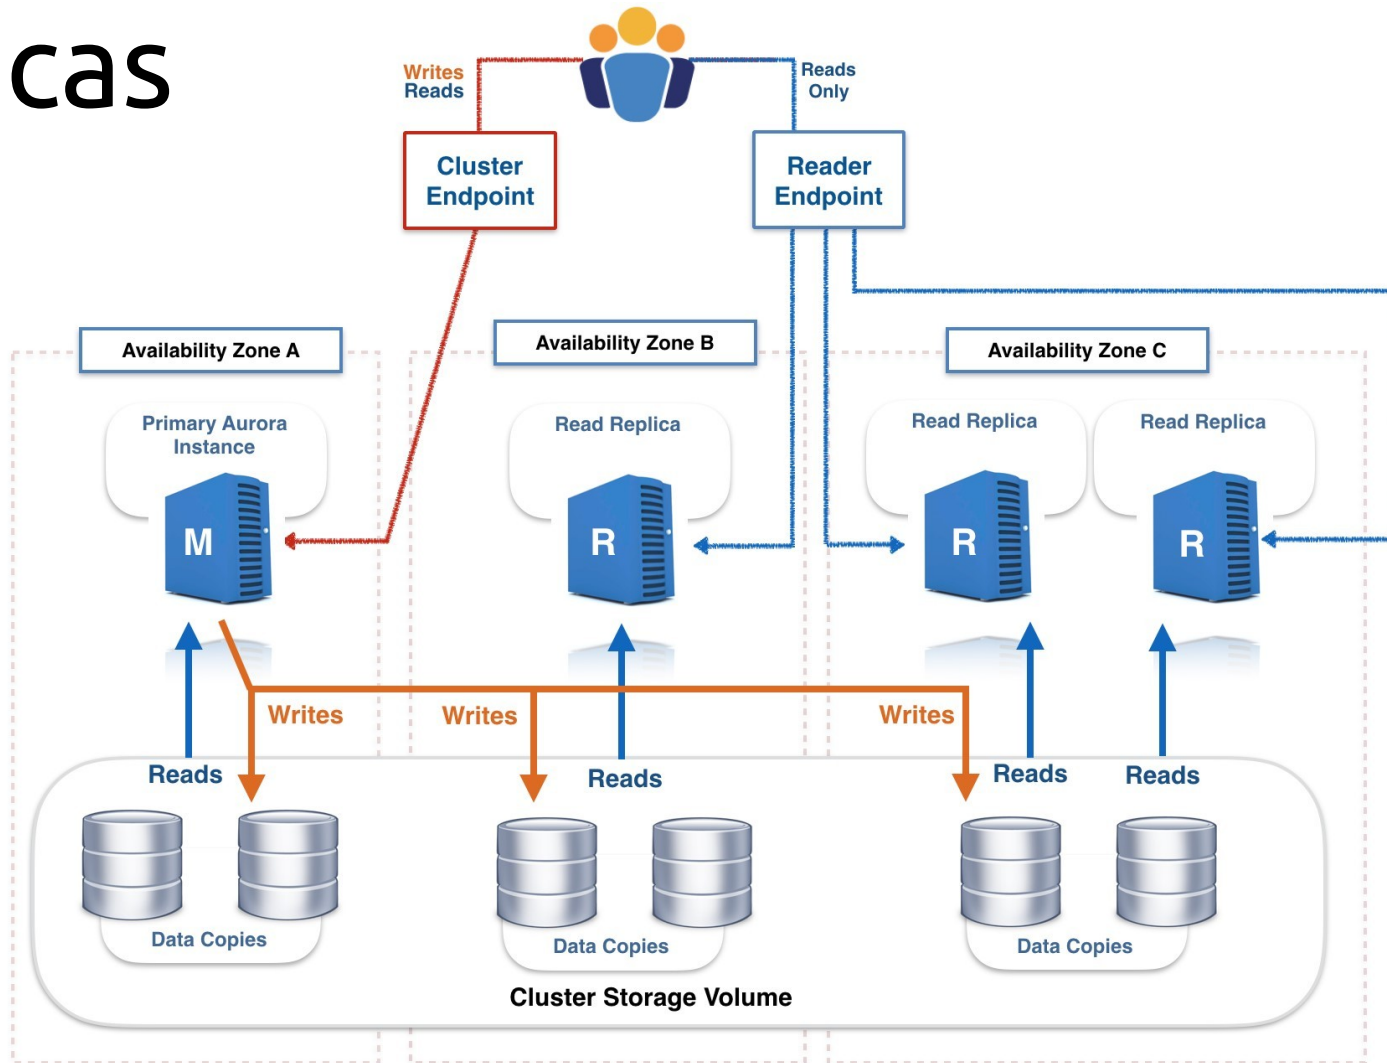 cas
Writes
Reads
Reads
Only
Cluster
Endpoint
Reader
Endpoint
Availability Zone A
Availability Zone B
Availability Zone C
Primary Aurora
Instance
Read Replica
Read Replica
Read Replica
M
R
R
R
Writes
Writes
Writes
Reads
Reads
Reads
Reads
Data Copies
Data Copies
Data Copies
Cluster Storage Volume